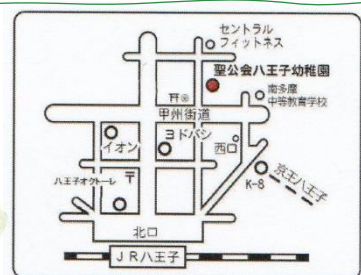 セントラル
フィットネス
聖公会八王子幼稚園
南多摩
中等教育学校
甲州街道
イオン
ヨドバシ
西口
八王子オクトーレ
〒
K-8
京王八王子
北口
JR八王子